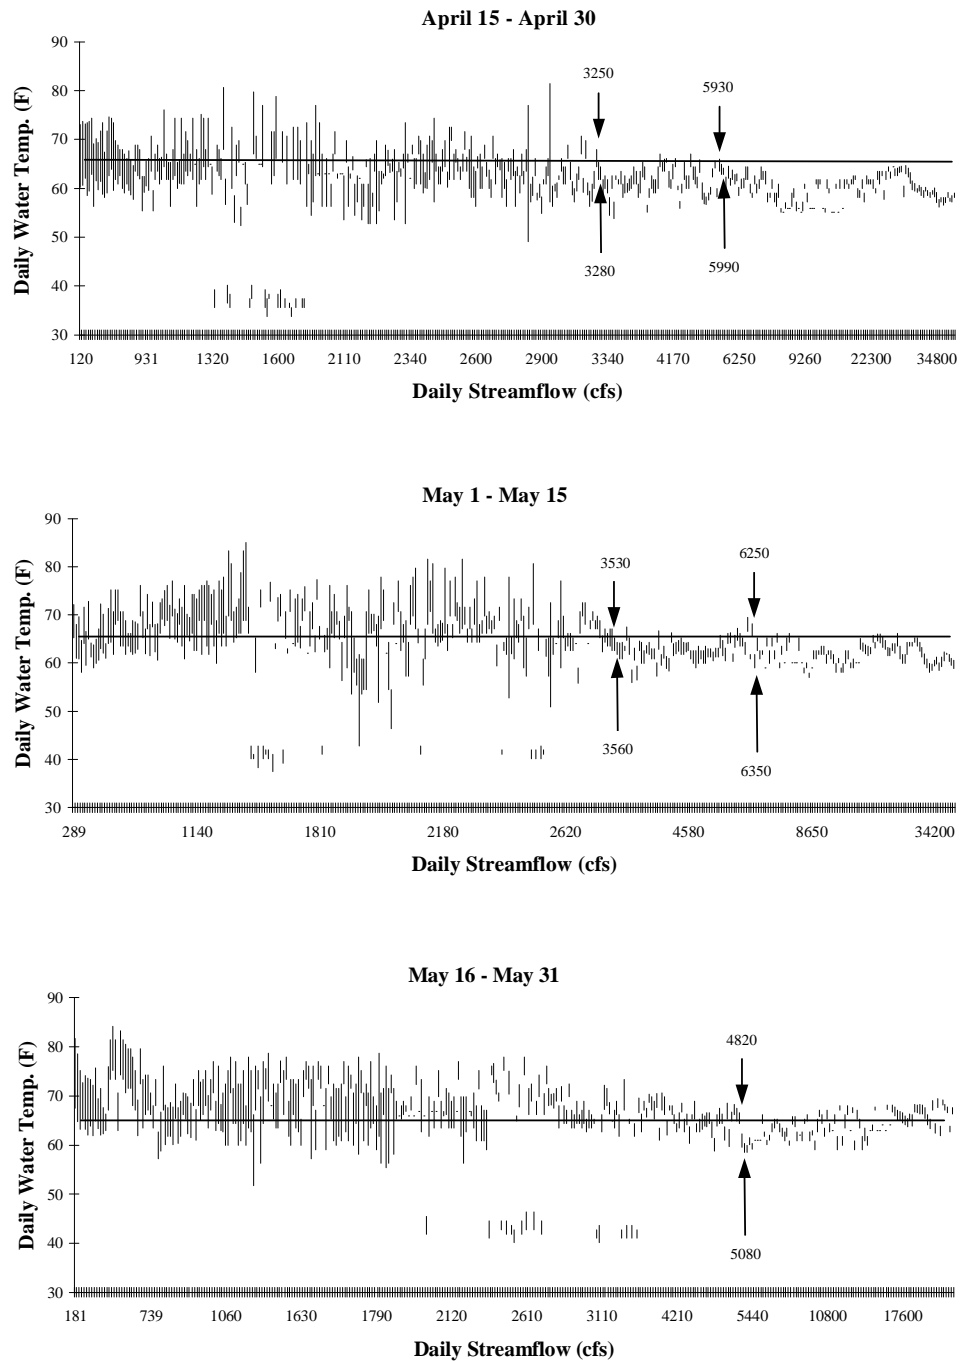 April 15 - April 30
Daily Water Temp. (F)
90
80
70
60
50
40
30
3250
5930
3280
5990
120 931 1320 1600 2110 2340 2600 2900 3340 4170 6250 9260 22300 34800
Daily Streamflow (cfs)
May 1 - May 15
Daily Water Temp. (F)
90
80
70
60
50
40
30
3530
6250
3560
6350
289 1140 1810 2180 2620 4580 8650 34200
Daily Streamflow (cfs)
May 16 - May 31
Daily Water Temp. (F)
90
80
70
60
50
40
30
4820
5080
181 739 1060 1630 1790 2120 2610 3110 4210 5440 10800 17600
Daily Streamflow (cfs)